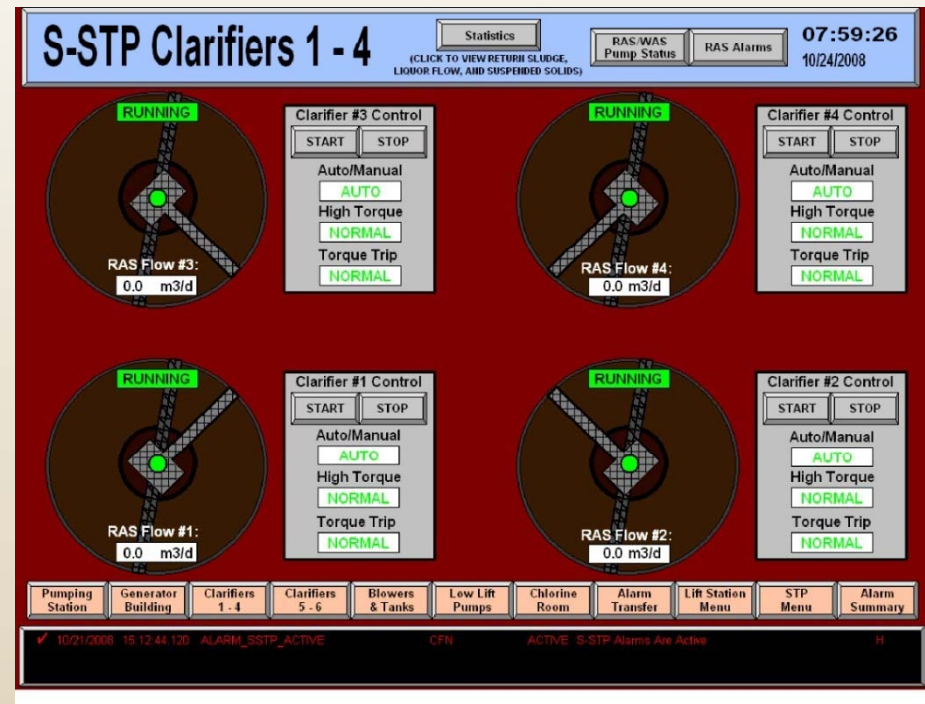 S-STP Clarifiers 1 - 4
Statistics
(CLICK TO VIEW RETURN SLUDGE,
LIQUOR FLOW, AND SUSPENDED SOLIDS)
RAS/WAS
Pump Status
RAS Alarms
07:59:26
10/24/2008
RUNNING
RAS Flow #3:
0.0 m3/d
Clarifier #3 Control
START STOP
Auto/Manual
AUTO
High Torque
NORMAL
Torque Trip
NORMAL
RUNNING
RAS Flow #4:
0.0 m3/d
Clarifier #4 Control
START STOP
Auto/Manual
AUTO
High Torque
NORMAL
Torque Trip
NORMAL
RUNNING
RAS Flow #1:
0.0 m3/d
Clarifier #1 Control
START STOP
Auto/Manual
AUTO
High Torque
NORMAL
Torque Trip
NORMAL
RUNNING
RAS Flow #2:
0.0 m3/d
Clarifier #2 Control
START STOP
Auto/Manual
AUTO
High Torque
NORMAL
Torque Trip
NORMAL
Pumping
Station
Generator
Building
Clarifiers
1 - 4
Clarifiers
5 - 6
Blowers
& Tanks
Low Lift
Pumps
Chlorine
Room
Alarm
Transfer
Lift Station
Menu
STP
Menu
Alarm
Summary
✓ 10/21/2008 15:12:44.120 ALARM_SSTP_ACTIVE CFN ACTIVE S-STP Alarms Are Active H